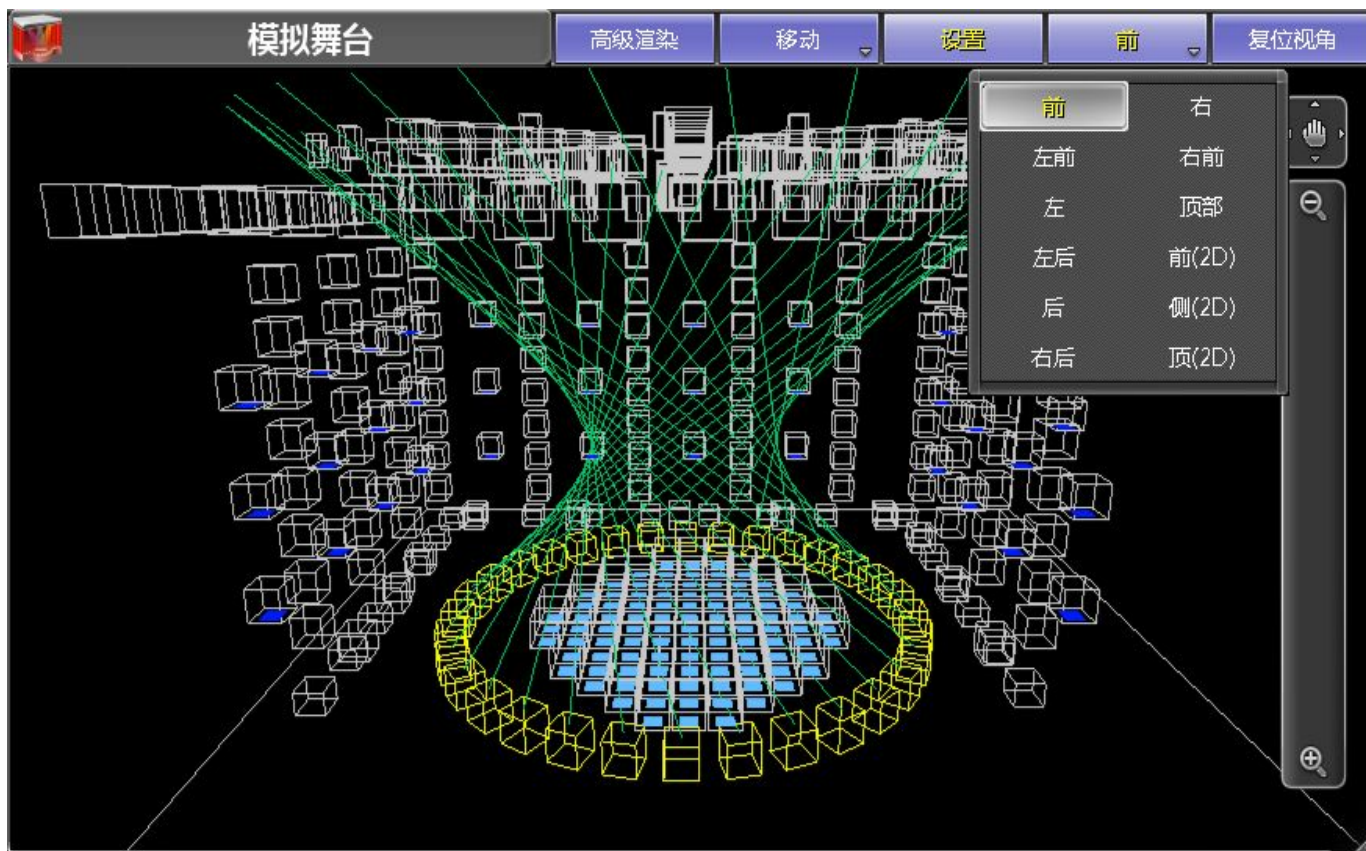 模拟舞台 高级渲染 移动 设置 前 复位视角
前 右
左前 右前
左 顶部
左后 前(2D)
后 侧(2D)
右后 顶(2D)